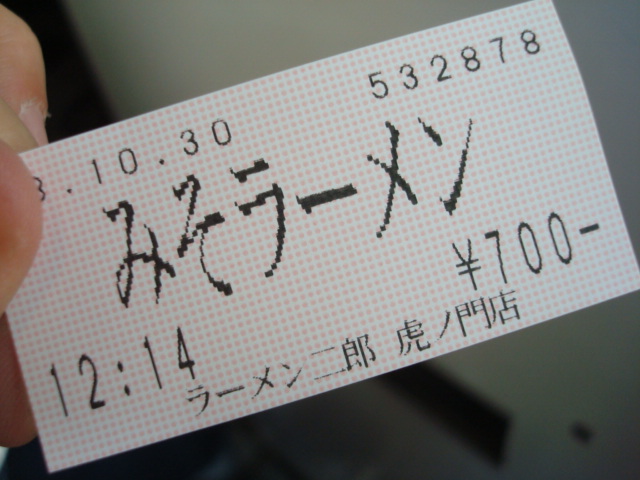 532878
.10.30
みそラーメン
¥700-
12:14
ラーメン二郎 虎ノ門店